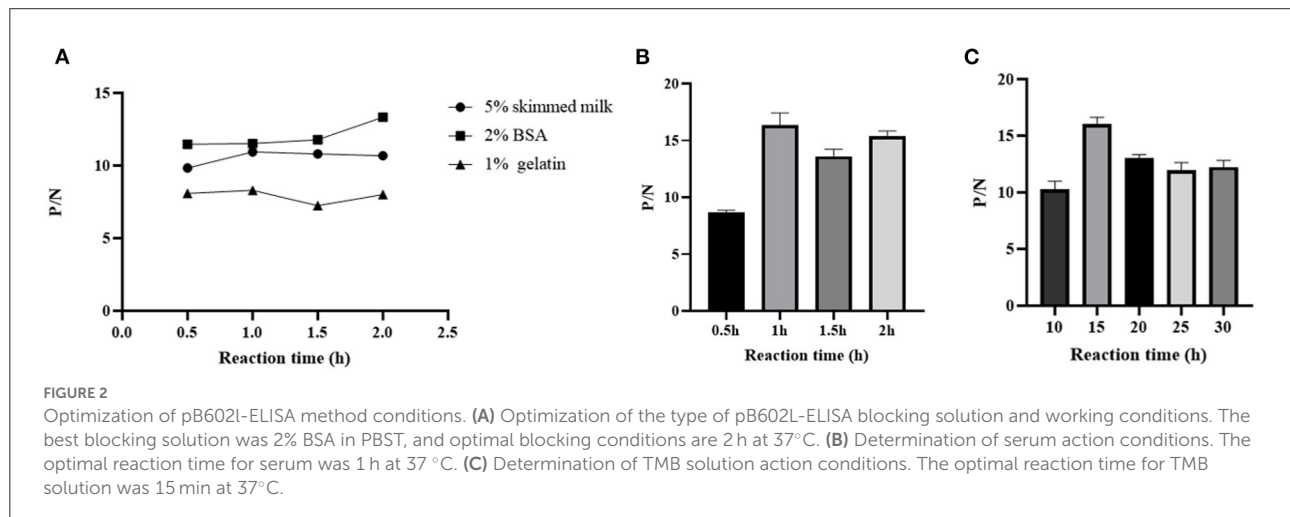 A
15
10
5
0
P/N
0.0 0.5 1.0 1.5 2.0 2.5
Reaction time (h)
5% skimmed milk
2% BSA
1% gelatin
B
20
15
10
5
0
P/N
0.5h 1h 1.5h 2h
Reaction time (h)
C
20
15
10
5
0
P/N
10 15 20 25 30
Reaction time (h)
FIGURE 2
Optimization of pB602l-ELISA method conditions. (A) Optimization of the type of pB602L-ELISA blocking solution and working conditions. The
best blocking solution was 2% BSA in PBST, and optimal blocking conditions are 2 h at 37°C. (B) Determination of serum action conditions. The
optimal reaction time for serum was 1 h at 37 °C. (C) Determination of TMB solution action conditions. The optimal reaction time for TMB
solution was 15 min at 37°C.